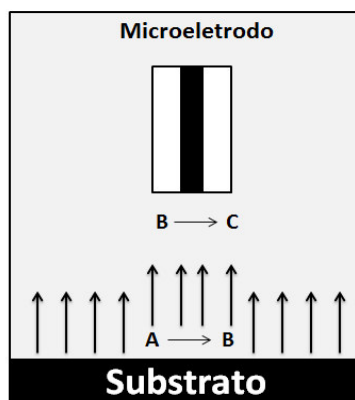 Microeletrodo
B → C
A → B
Substrato